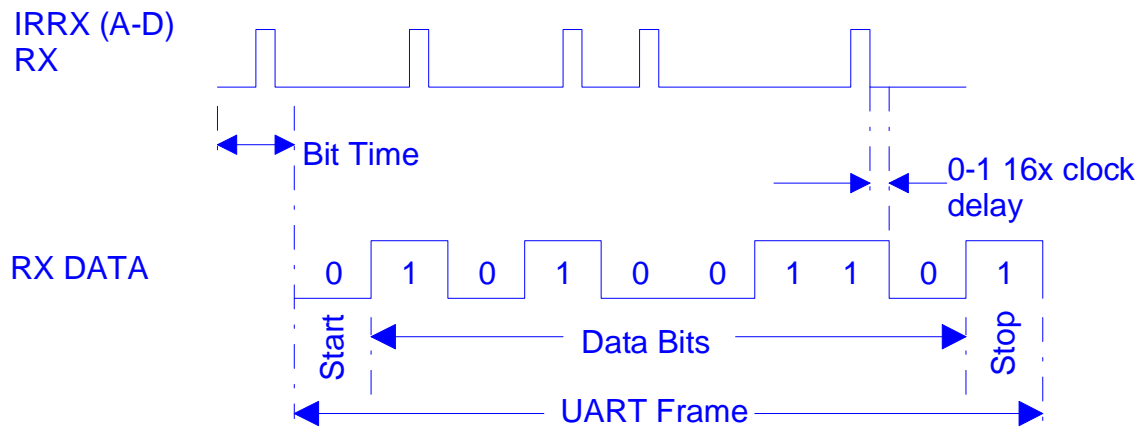 IRRX (A-D)
RX
Bit Time
0-1 16x clock
delay
RX DATA
0 1 0 1 0 0 1 1 0 1
Start
Data Bits
Stop
UART Frame